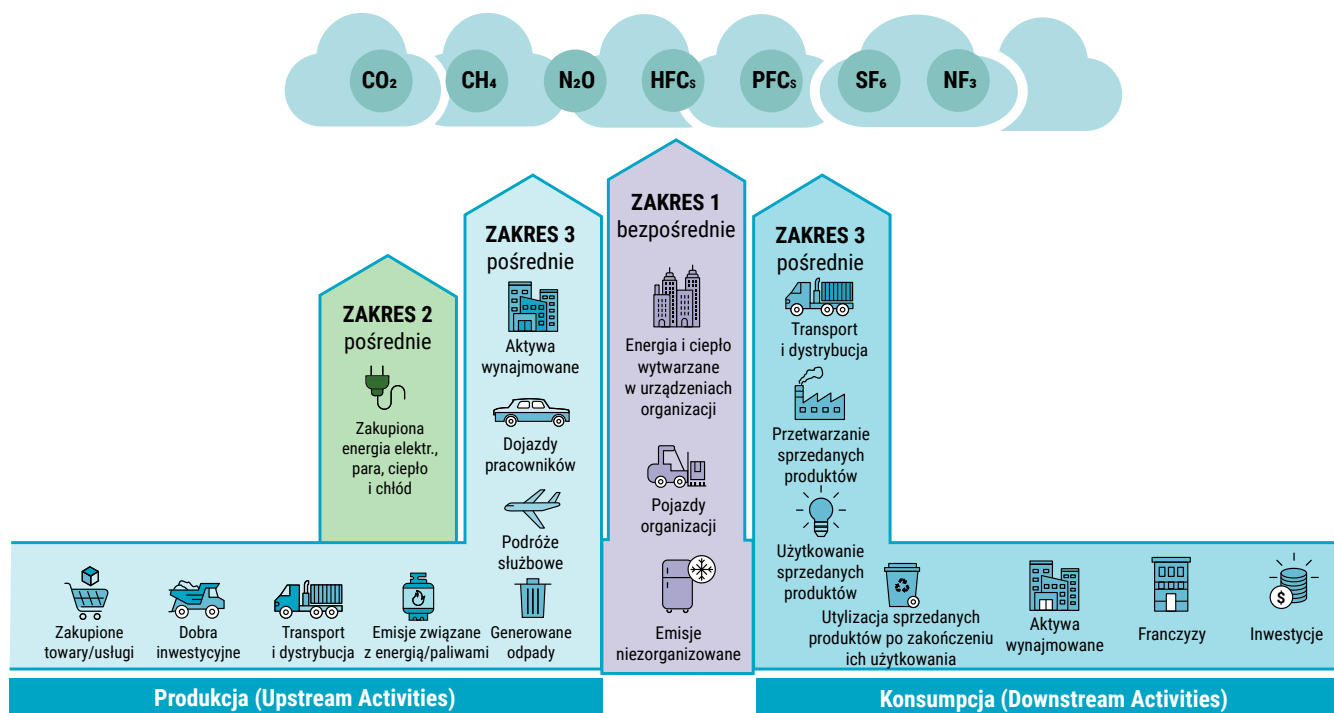 CO₂ CH₄ N₂O HFCs PFCs SF₆ NF₃
ZAKRES 2
pośrednie
Zakupiona
energia elektr.,
para, ciepło
i chłód
ZAKRES 3
pośrednie
Aktywa
wynajmowane
Dojazdy
pracowników
Podróże
służbowe
ZAKRES 1
bezpośrednie
Energia i ciepło
wytwarzane
w urządzeniach
organizacji
Pojazdy
organizacji
Emisje
niezorganizowane
ZAKRES 3
pośrednie
Transport
i dystrybucja
Przetwarzanie
sprzedanych
produktów
Użytkowanie
sprzedanych
produktów
Zakupione
towary/usługi
Dobra
inwestycyjne
Transport
i dystrybucja
Emisje związane
z energią/paliwami
Generowane
odpady
Utylizacja sprzedanych
produktów po zakończeniu
ich użytkowania
Aktywa
wynajmowane
Franczyzy
$
Inwestycje
Produkcja (Upstream Activities)
Konsumpcja (Downstream Activities)